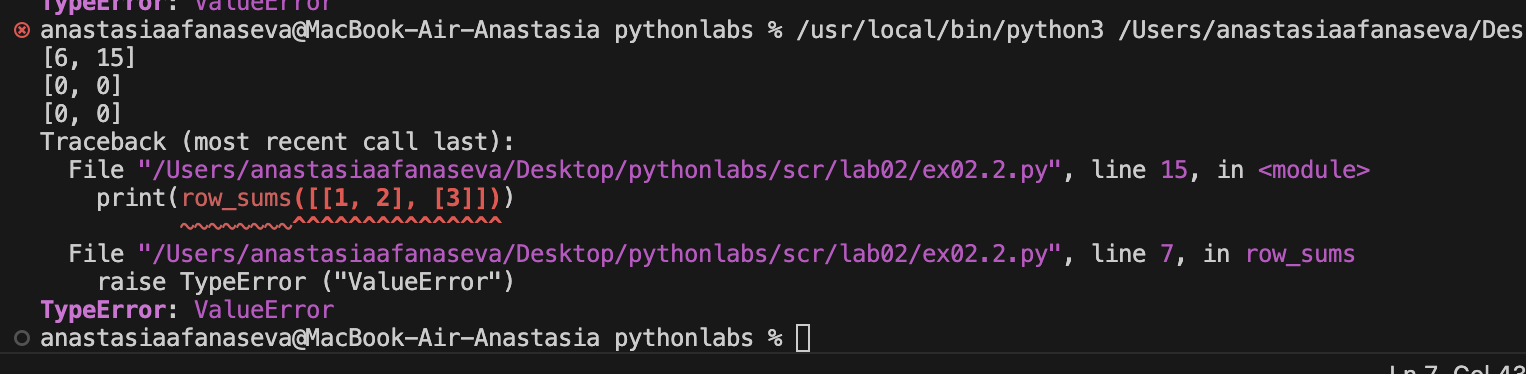 TypeError: ValueError
anastasiaafanaseva@MacBook-Air-Anastasia pythonlabs % /usr/local/bin/python3 /Users/anastasiaafanaseva/Des
[6, 15]
[0, 0]
[0, 0]
Traceback (most recent call last):
  File "/Users/anastasiaafanaseva/Desktop/pythonlabs/scr/lab02/ex02.2.py", line 15, in <module>
    print(row_sums([[1, 2], [3]]))
          ~~~~~~~~^^^^^^^^^^^^^^^
  File "/Users/anastasiaafanaseva/Desktop/pythonlabs/scr/lab02/ex02.2.py", line 7, in row_sums
    raise TypeError ("ValueError")
TypeError: ValueError
anastasiaafanaseva@MacBook-Air-Anastasia pythonlabs %
Ln 7, Col 43